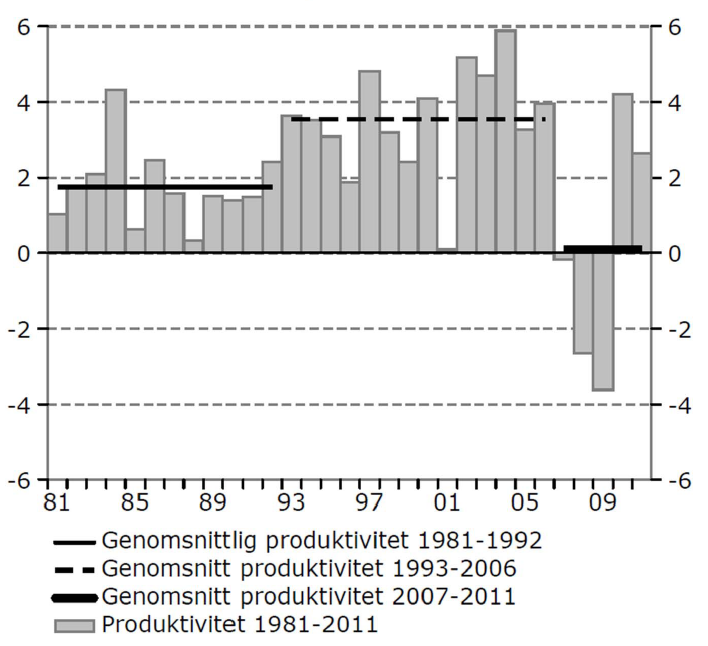 6 6
4 4
2 2
0 0
-2 -2
-4 -4
-6 -6
81 85 89 93 97 01 05 09
Genomsnittlig produktivitet 1981-1992
Genomsnitt produktivitet 1993-2006
Genomsnitt produktivitet 2007-2011
Produktivitet 1981-2011